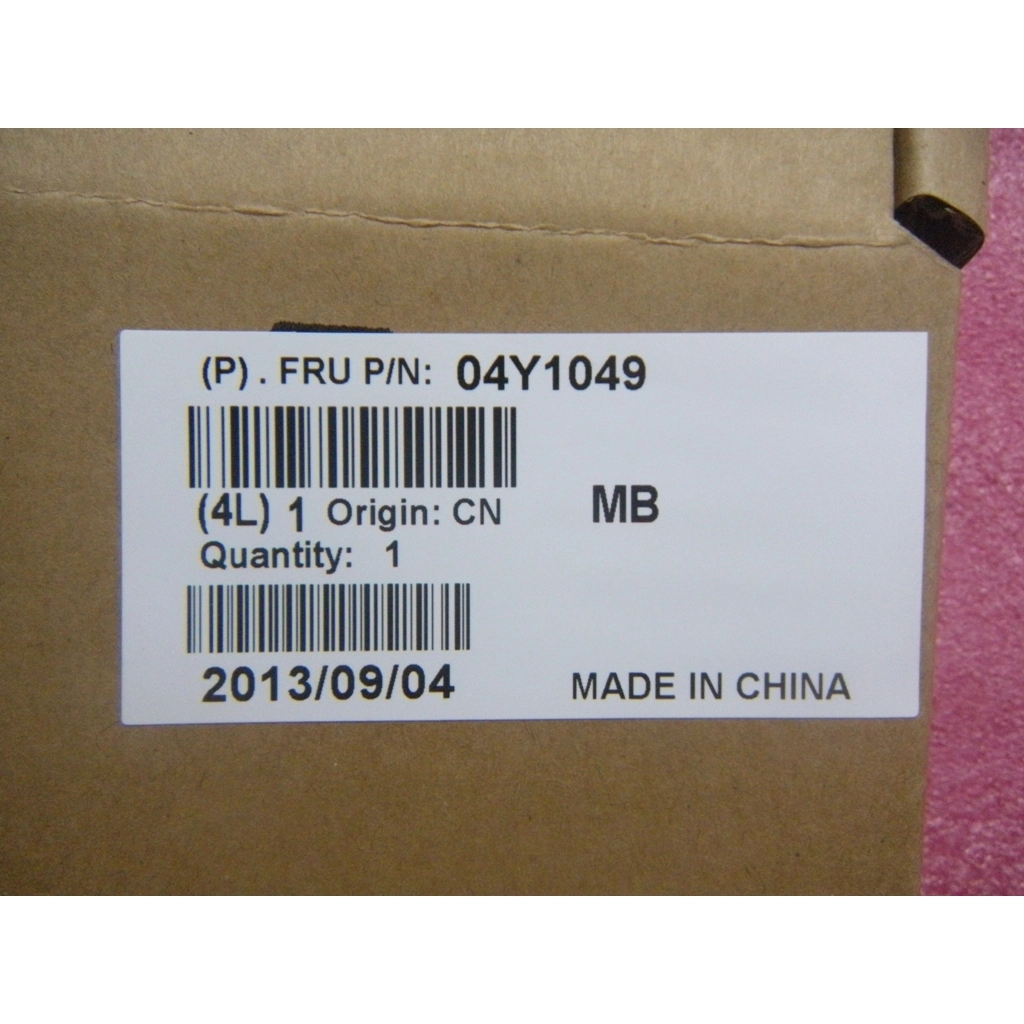 (P) . FRU P/N: 04Y1049
(4L) 1 Origin: CN
MB
Quantity: 1
2013/09/04
MADE IN CHINA